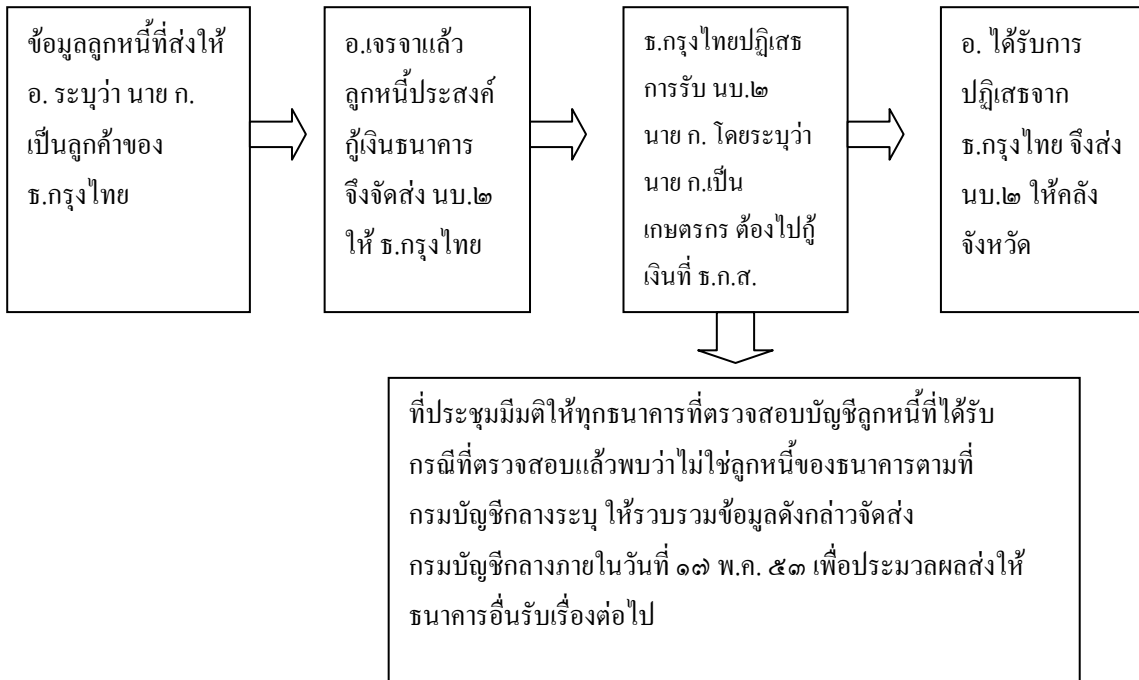 ข้อมูลลูกหนี้ที่ส่งให้
อ. ระบุว่า นาย ก.
เป็นลูกค้าของ
ธ.กรุงไทย
อ.เจรจาแล้ว
ลูกหนี้ประสงค์
กู้เงินธนาคาร
จึงจัดส่ง นบ.๒
ให้ ธ.กรุงไทย
ธ.กรุงไทยปฏิเสธ
การรับ นบ.๒
นาย ก. โดยระบุว่า
นาย ก.เป็น
เกษตรกร ต้องไปกู้
เงินที่ ธ.ก.ส.
อ. ได้รับการ
ปฏิเสธจาก
ธ.กรุงไทย จึงส่ง
นบ.๒ ให้คลัง
จังหวัด
ที่ประชุมมีมติให้ทุกธนาคารที่ตรวจสอบบัญชีลูกหนี้ที่ได้รับ
กรณีที่ตรวจสอบแล้วพบว่าไม่ใช่ลูกหนี้ของธนาคารตามที่
กรมบัญชีกลางระบุ ให้รวบรวมข้อมูลดังกล่าวจัดส่ง
กรมบัญชีกลางภายในวันที่ ๑๗ พ.ค. ๕๓ เพื่อประมวลผลส่งให้
ธนาคารอื่นรับเรื่องต่อไป